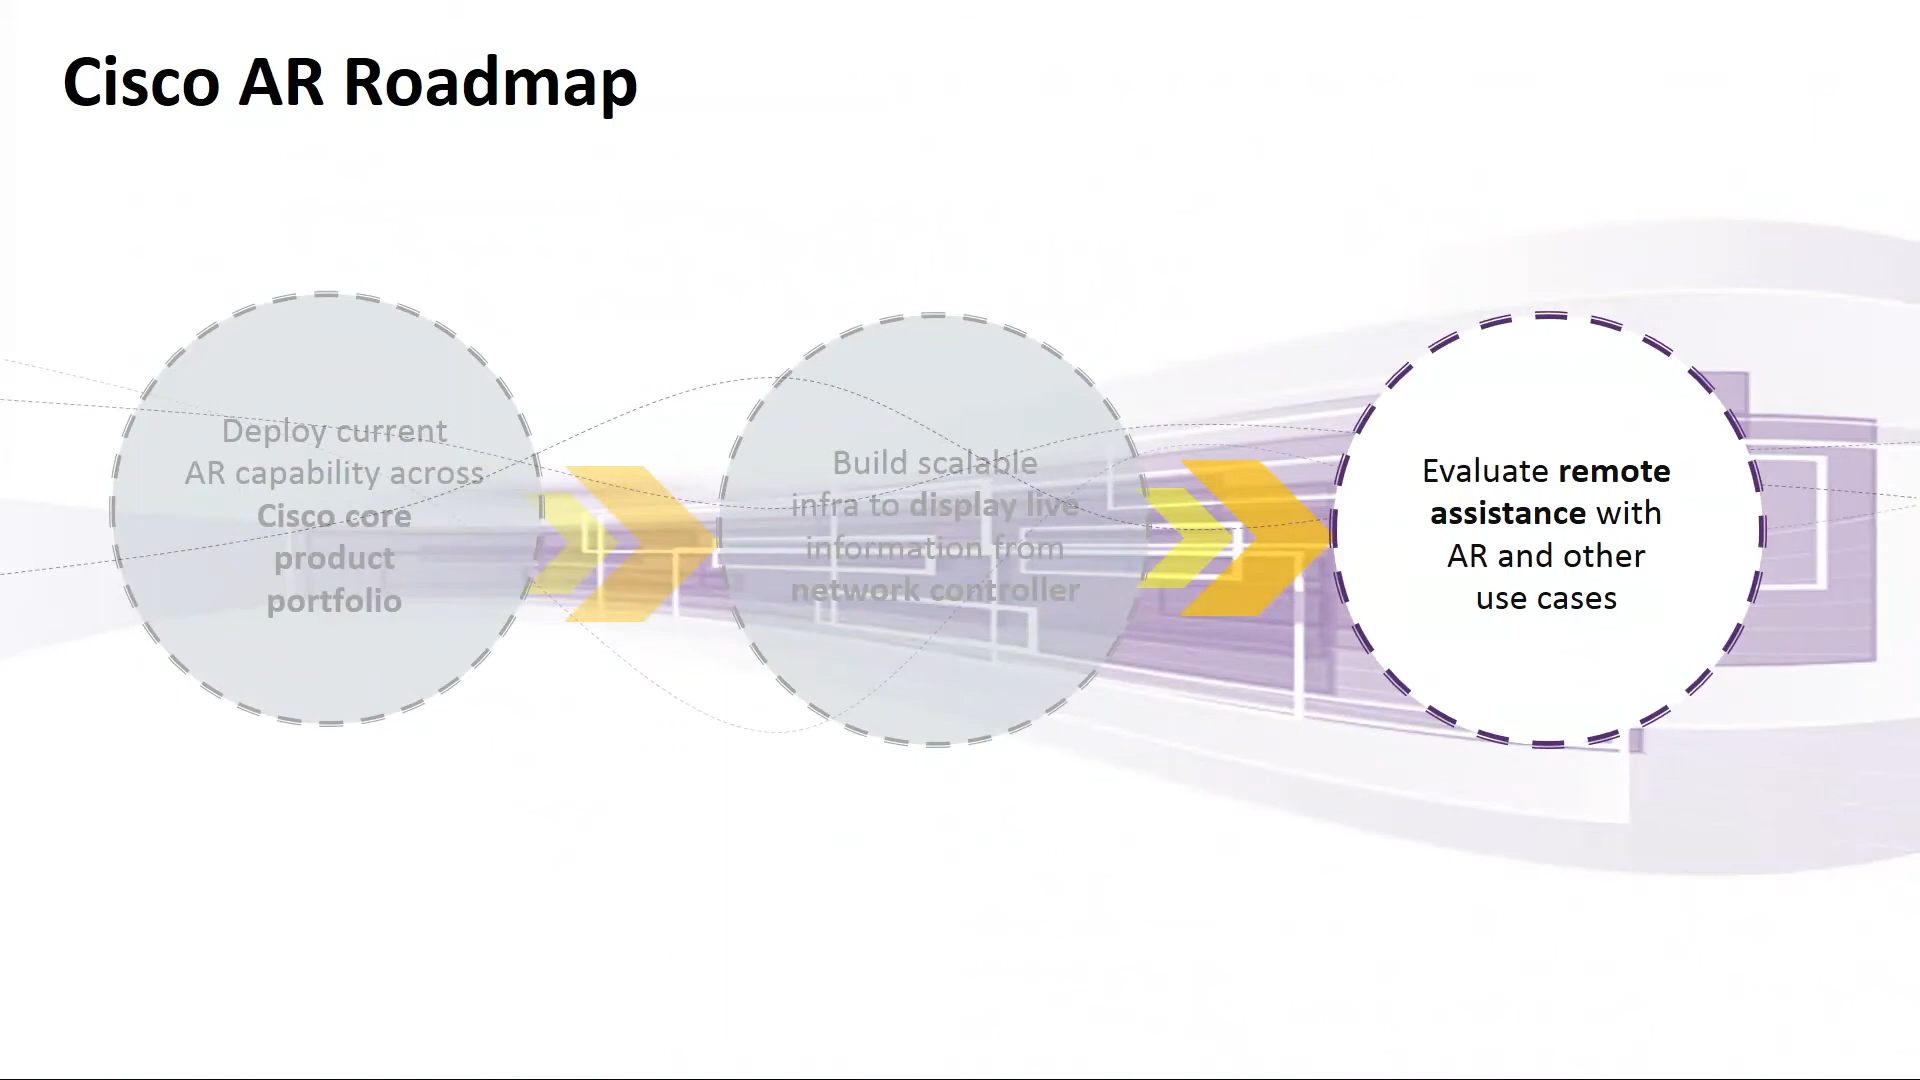 Cisco AR Roadmap
Deploy current
AR capability across
Cisco core
product
portfolio
Build scalable
infra to display live
information from
network controller
Evaluate remote
assistance with
AR and other
use cases